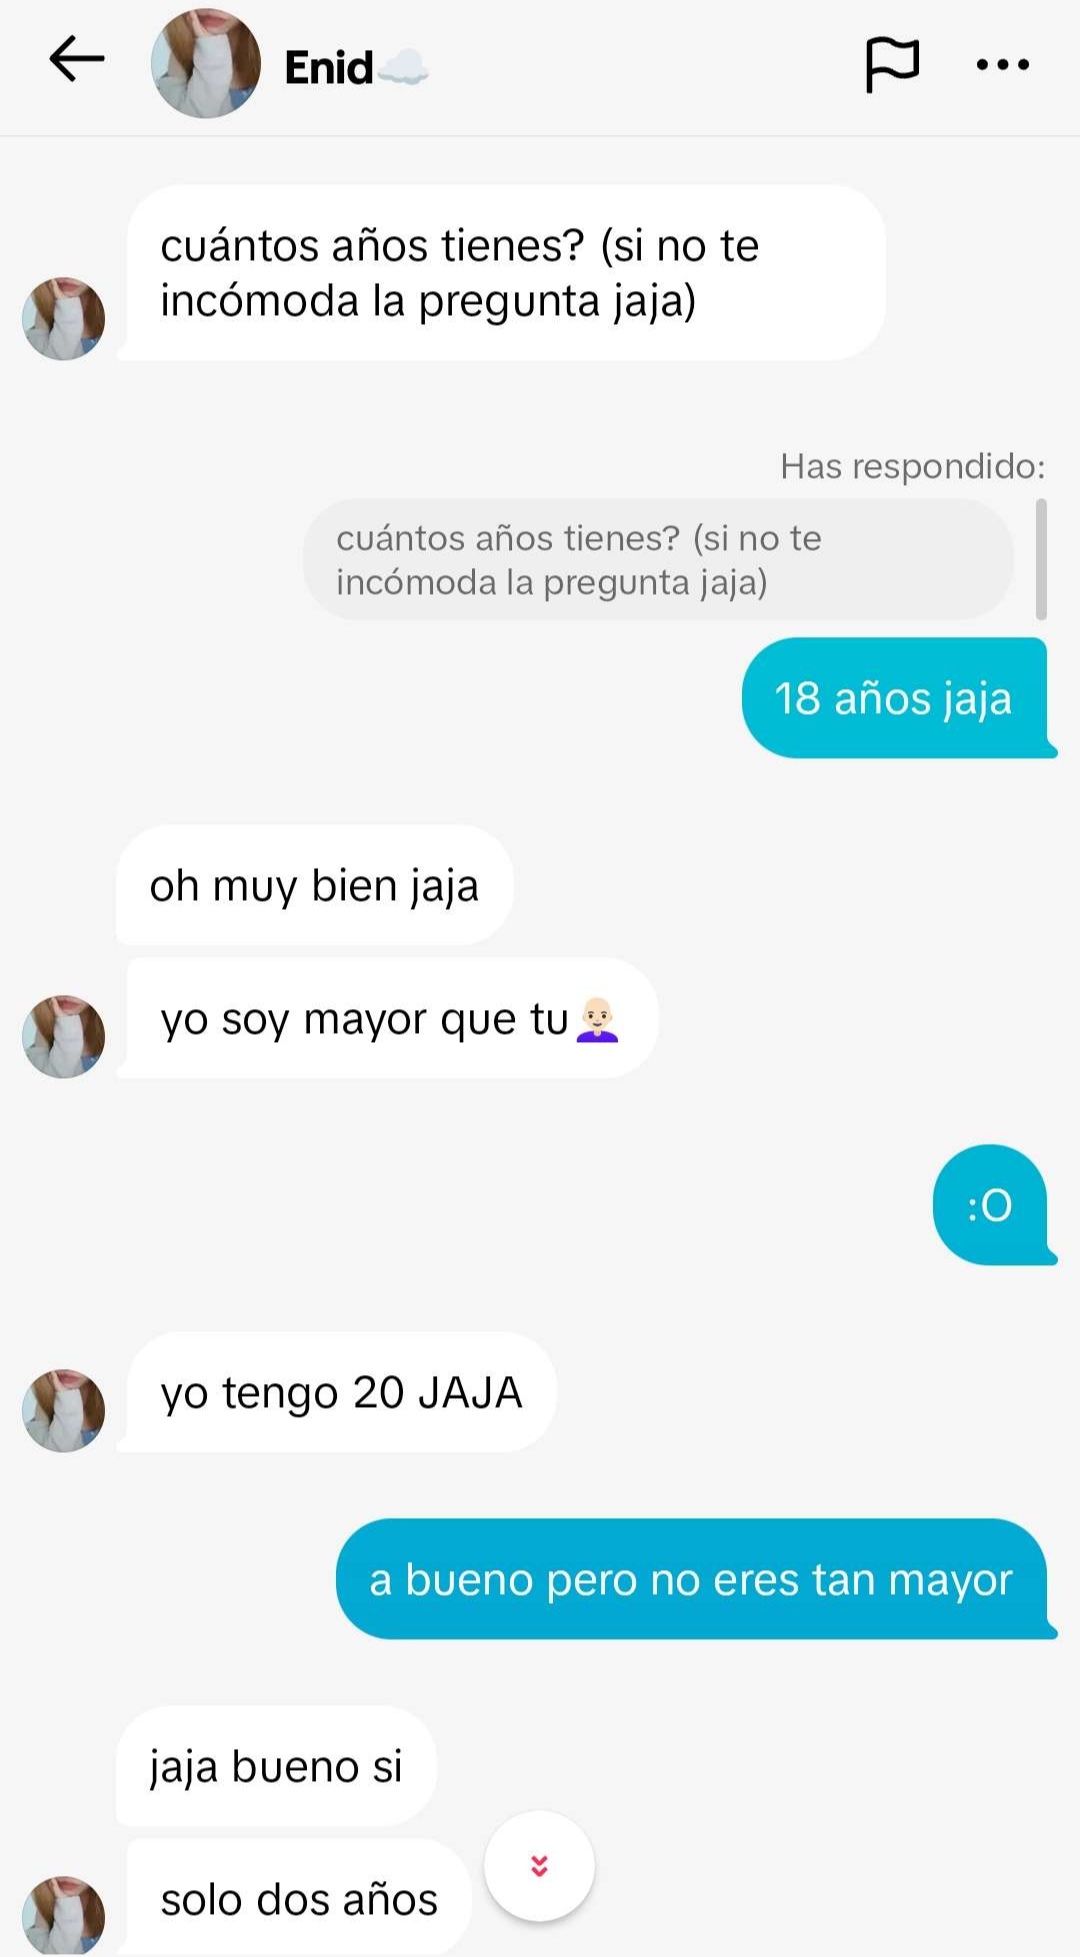 Enid☁️
cuántos años tienes? (si no te
incómoda la pregunta jaja)
Has respondido:
cuántos años tienes? (si no te
incómoda la pregunta jaja)
18 años jaja
oh muy bien jaja
yo soy mayor que tu👩🏻‍🦲
:O
yo tengo 20 JAJA
a bueno pero no eres tan mayor
jaja bueno si
solo dos años